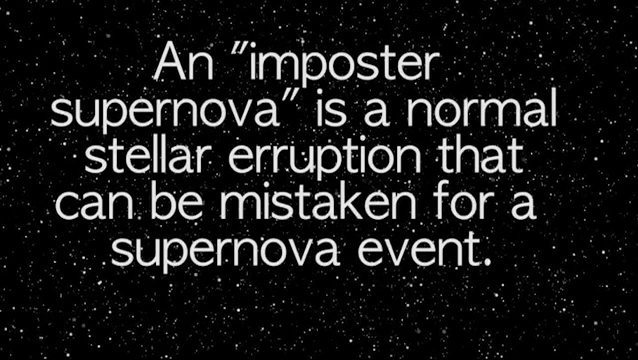 An "imposter
supernova" is a normal
stellar erruption that
can be mistaken for a
supernova event.